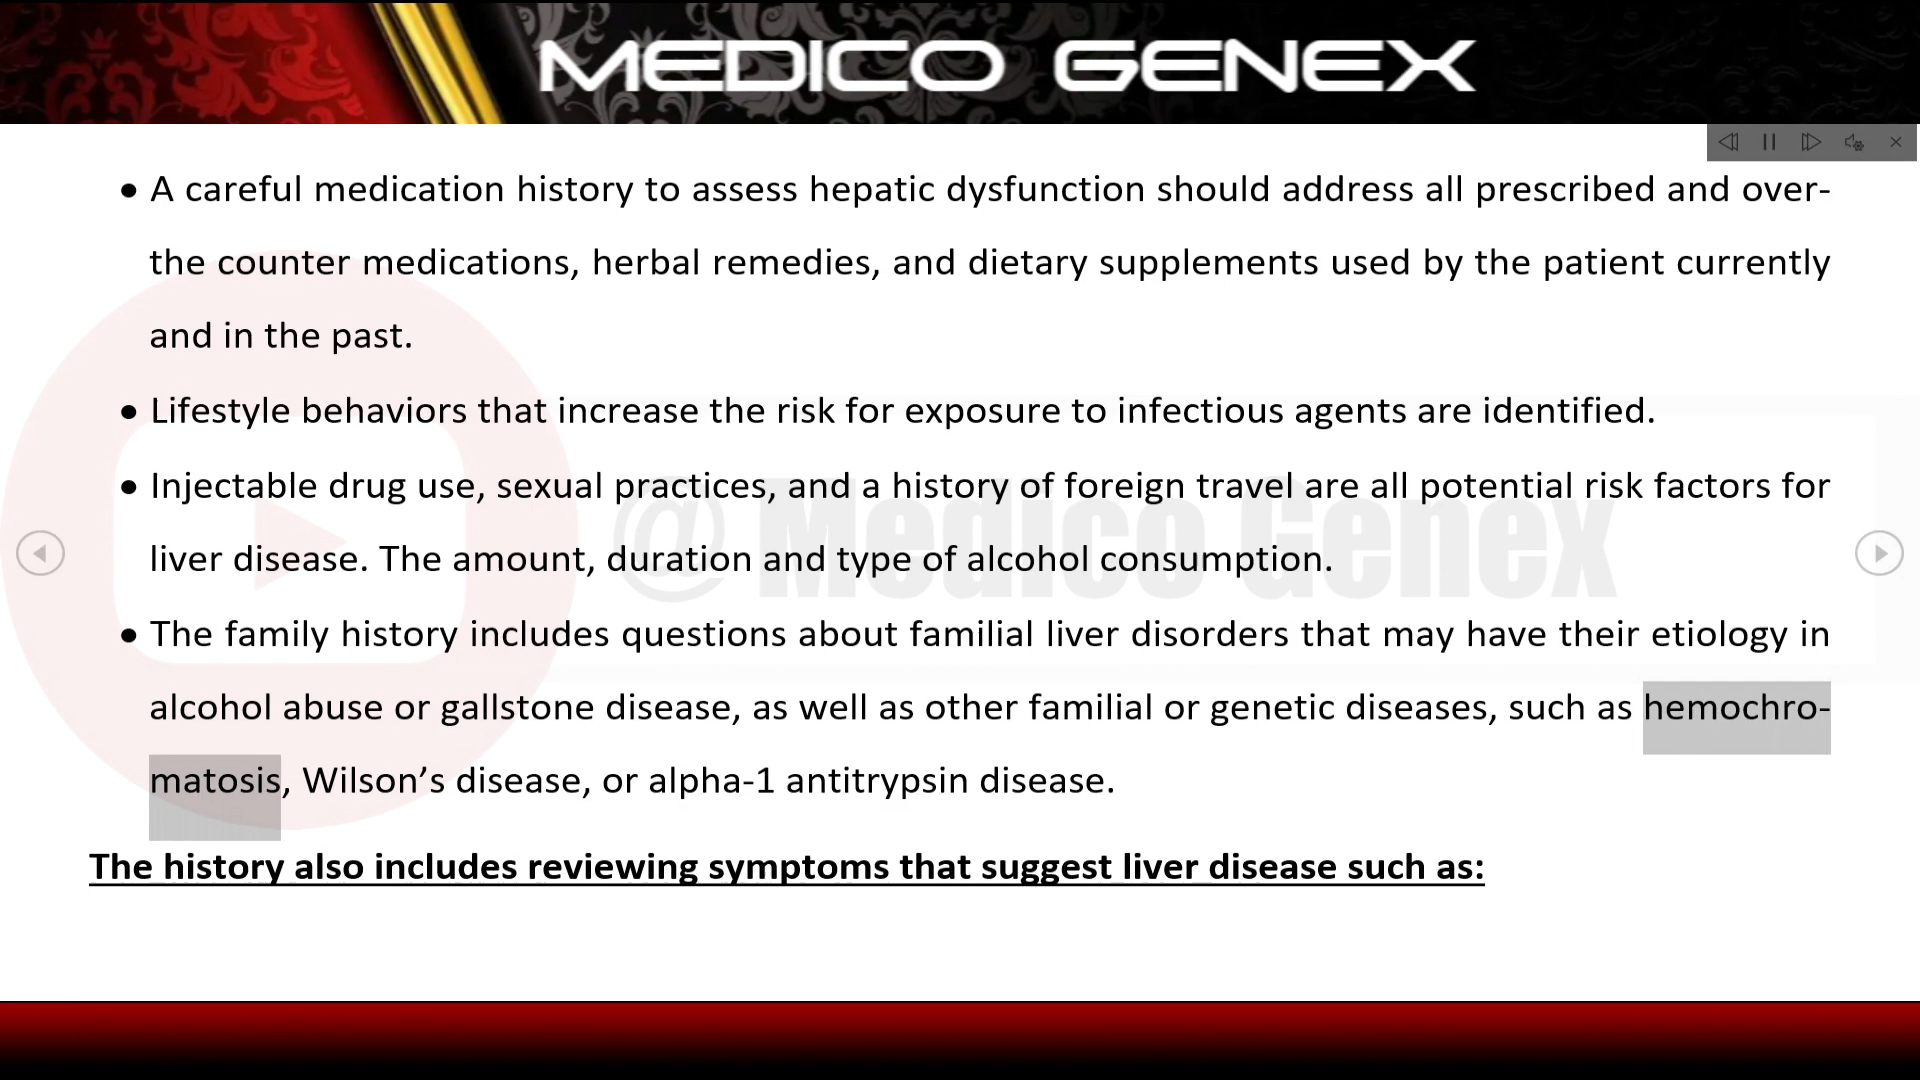 MEDICO GENEX
• A careful medication history to assess hepatic dysfunction should address all prescribed and over-
the counter medications, herbal remedies, and dietary supplements used by the patient currently
and in the past.
• Lifestyle behaviors that increase the risk for exposure to infectious agents are identified.
• Injectable drug use, sexual practices, and a history of foreign travel are all potential risk factors for
liver disease. The amount, duration and type of alcohol consumption.
@ Medico Genex
• The family history includes questions about familial liver disorders that may have their etiology in
alcohol abuse or gallstone disease, as well as other familial or genetic diseases, such as hemochro-
matosis, Wilson’s disease, or alpha-1 antitrypsin disease.
The history also includes reviewing symptoms that suggest liver disease such as: